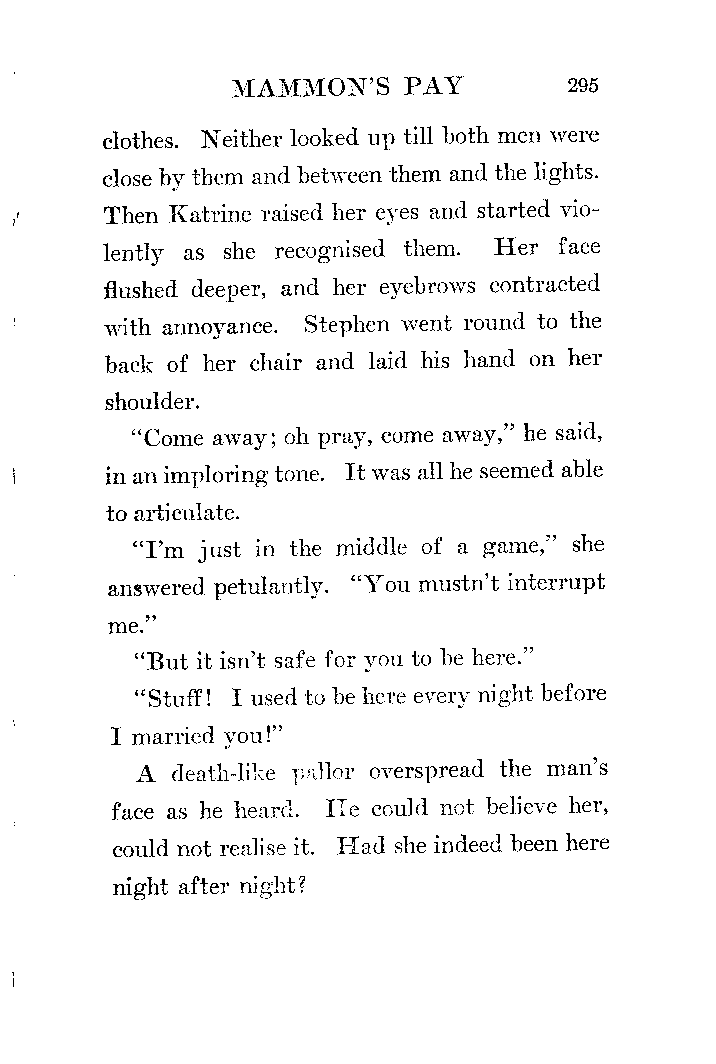 MAMMON'S PAY 295
clothes. Neither looked up till both men were
close by them and between them and the lights.
Then Katrine raised her eyes and started vio-
lently as she recognised them. Her face
flushed deeper, and her eyebrows contracted
with annoyance. Stephen went round to the
back of her chair and laid his hand on her
shoulder.
"Come away; oh pray, come away," he said,
in an imploring tone. It was all he seemed able
to articulate.
"I'm just in the middle of a game," she
answered petulantly. "You mustn't interrupt
me."
"But it isn't safe for you to be here."
"Stuff! I used to be here every night before
I married you!"
A death-like pallor overspread the man's
face as he heard. He could not believe her,
could not realise it. Had she indeed been here
night after night?